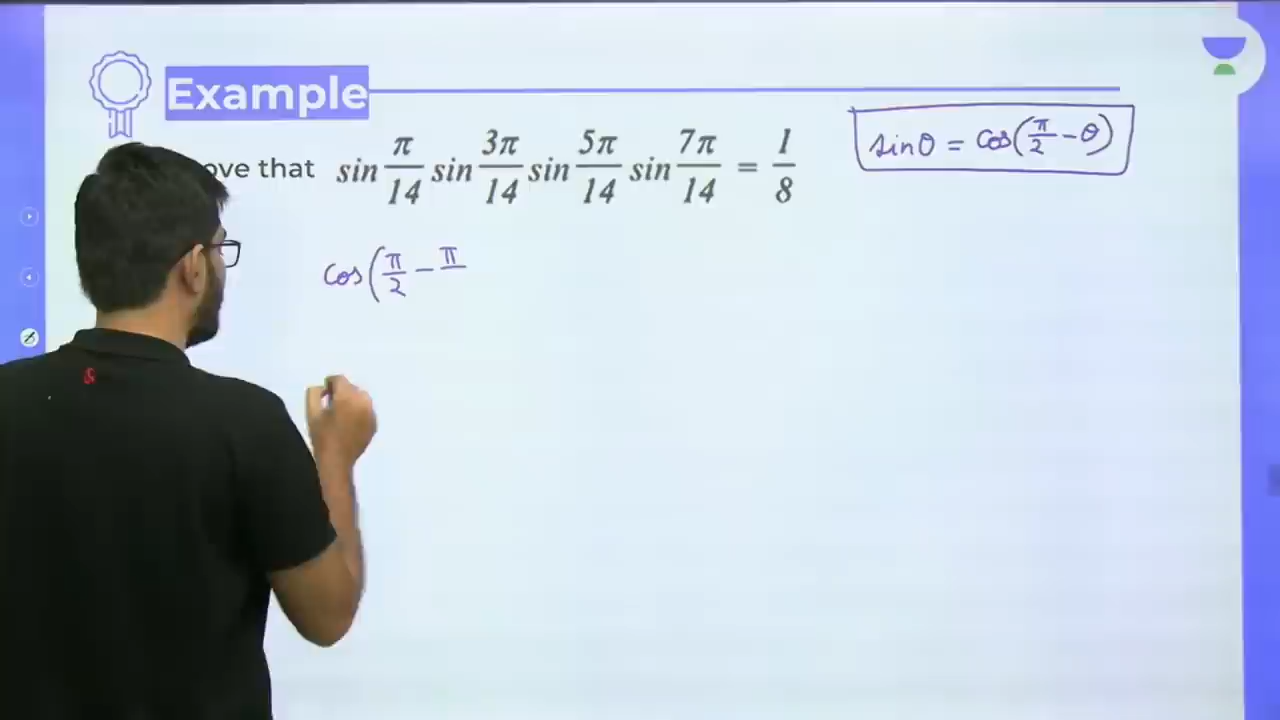 Example
ove that sin π/14 sin 3π/14 sin 5π/14 sin 7π/14 = 1/8
sinθ = cos(π/2 − θ)
cos(π/2 − π